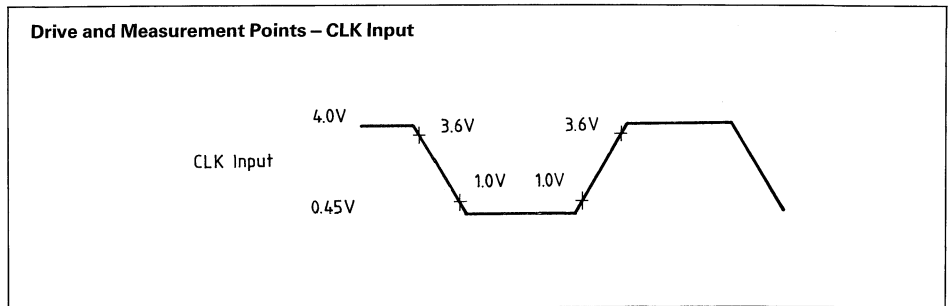 Drive and Measurement Points – CLK Input
4.0V
3.6V
3.6V
CLK Input
1.0V
1.0V
0.45V